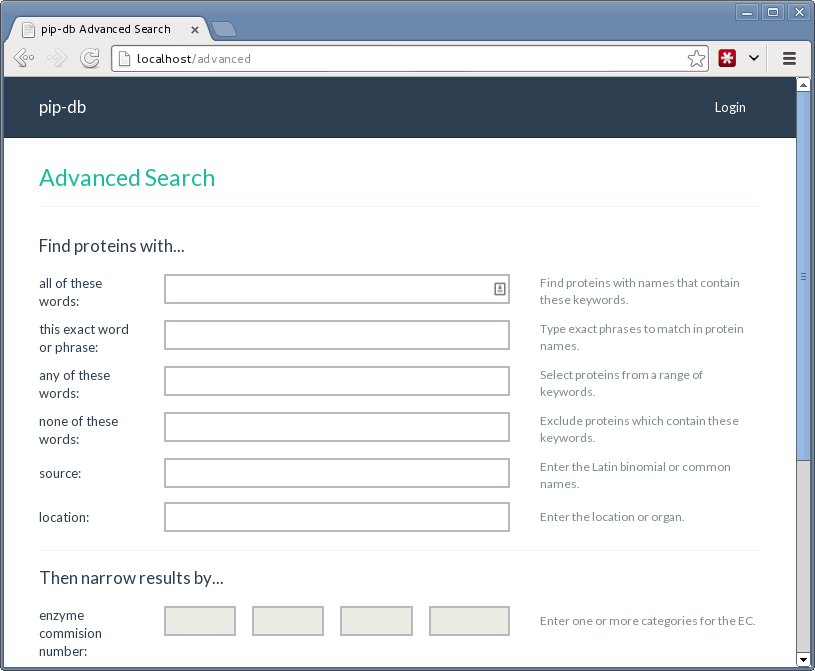 pip-db Advanced Search
localhost/advanced
pip-db
Login
Advanced Search
Find proteins with...
all of these
words:
Find proteins with names that contain
these keywords.
this exact word
or phrase:
Type exact phrases to match in protein
names.
any of these
words:
Select proteins from a range of
keywords.
none of these
words:
Exclude proteins which contain these
keywords.
source:
Enter the Latin binomial or common
names.
location:
Enter the location or organ.
Then narrow results by...
enzyme
commision
number:
Enter one or more categories for the EC.